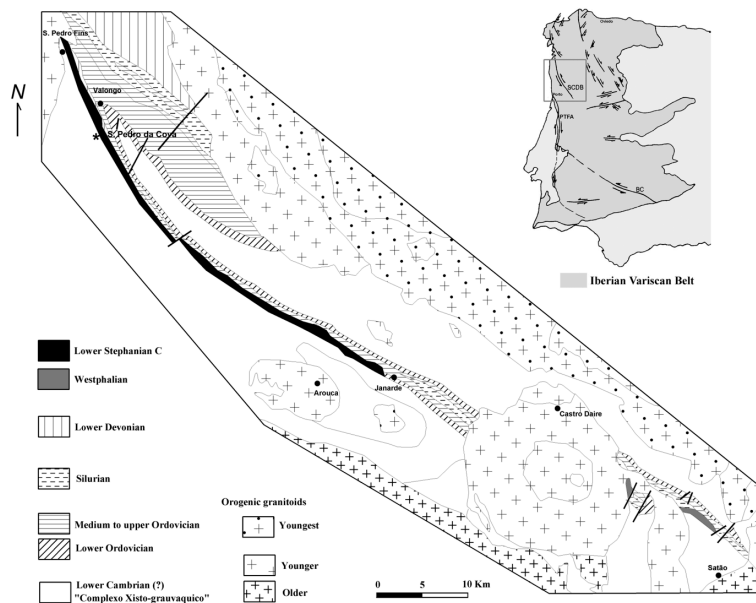 S. Pedro Fins
N
Valongo
* S. Pedro da Cova
Oviedo
SCDB
Porto
PTFA
BC
Iberian Variscan Belt
Arouca
Janarde
Castro Daire
Satão
Lower Stephanian C
Westphalian
Lower Devonian
Silurian
Medium to upper Ordovician
Lower Ordovician
Lower Cambrian (?)
"Complexo Xisto-grauvaquico"
Orogenic granitoids
Youngest
Younger
Older
0 5 10 Km